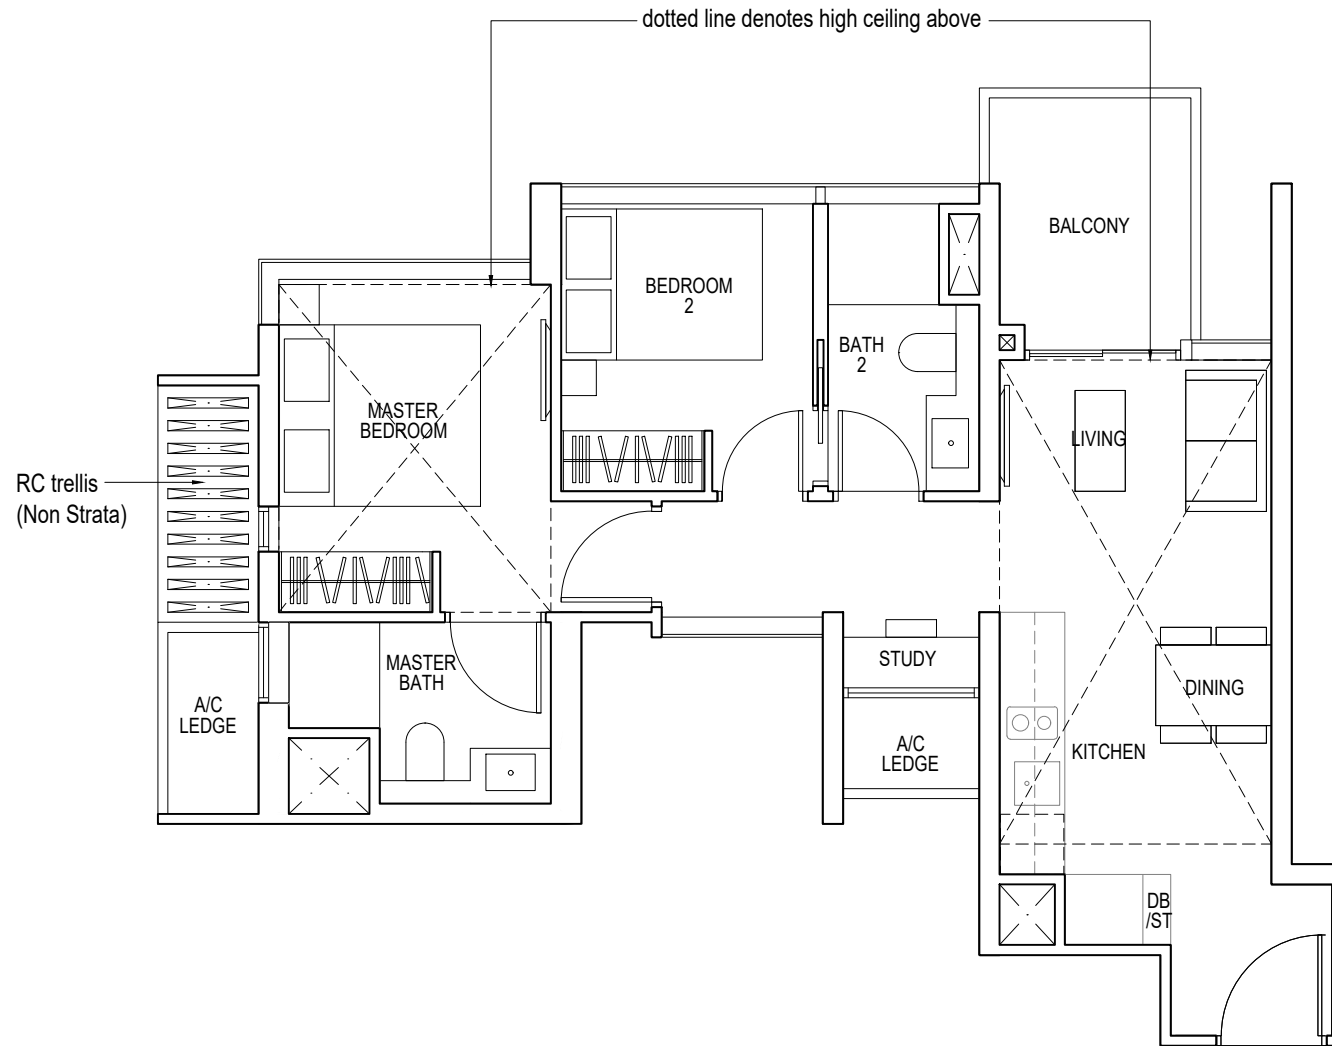 dotted line denotes high ceiling above
BALCONY
BEDROOM
2
BATH
2
MASTER
BEDROOM
LIVING
RC trellis
(Non Strata)
MASTER
BATH
STUDY
DINING
A/C
LEDGE
A/C
LEDGE
KITCHEN
DB
/ST